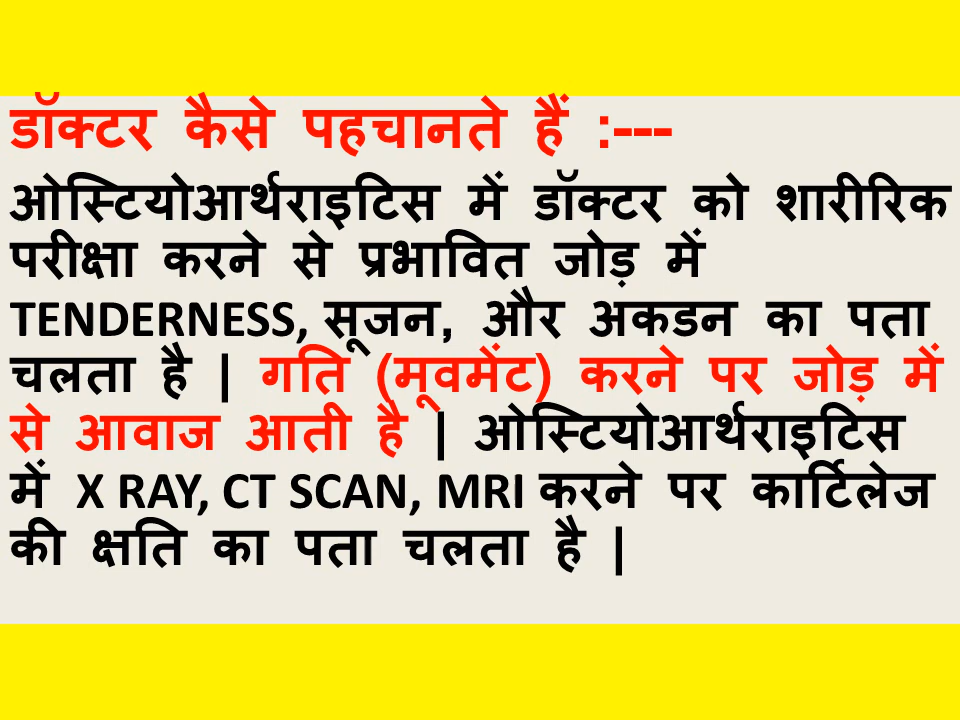 डॉक्टर कैसे पहचानते हैं :---
ओस्टियोआर्थराइटिस में डॉक्टर को शारीरिक
परीक्षा करने से प्रभावित जोड़ में
TENDERNESS, सूजन, और अकडन का पता
चलता है | गति (मूवमेंट) करने पर जोड़ में
से आवाज आती है | ओस्टियोआर्थराइटिस
में X RAY, CT SCAN, MRI करने पर कार्टिलेज
की क्षति का पता चलता है |